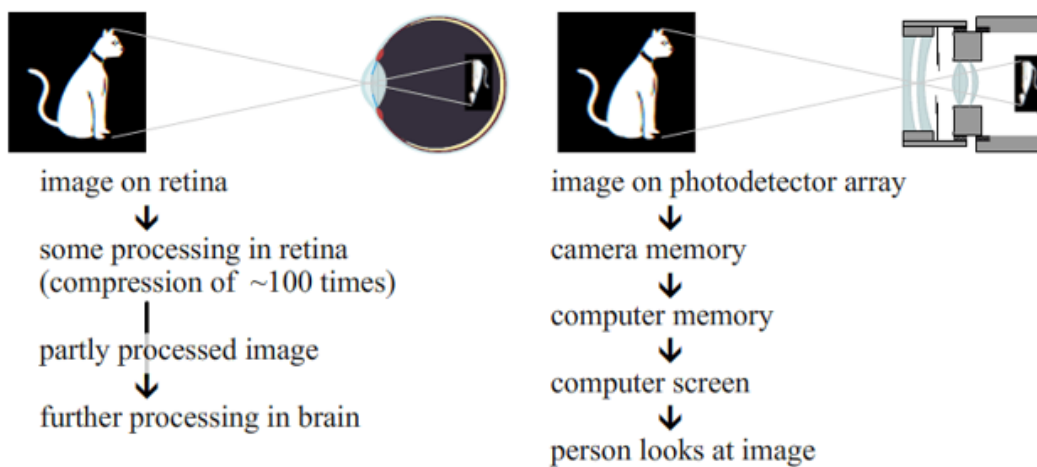 image on retina
some processing in retina
(compression of ~100 times)
partly processed image
further processing in brain
image on photodetector array
camera memory
computer memory
computer screen
person looks at image